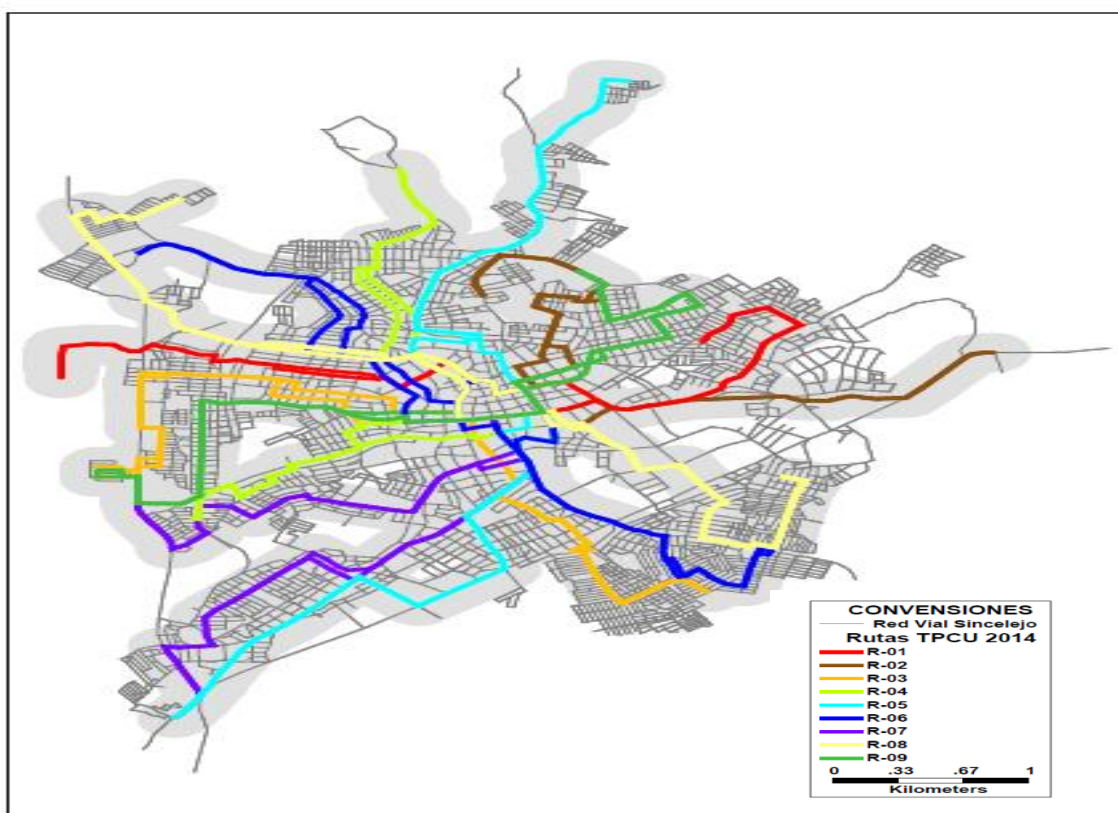 CONVENSIONES
Red Vial Sincelejo
Rutas TPCU 2014
R-01
R-02
R-03
R-04
R-05
R-06
R-07
R-08
R-09
0 .33 .67 1
Kilometers